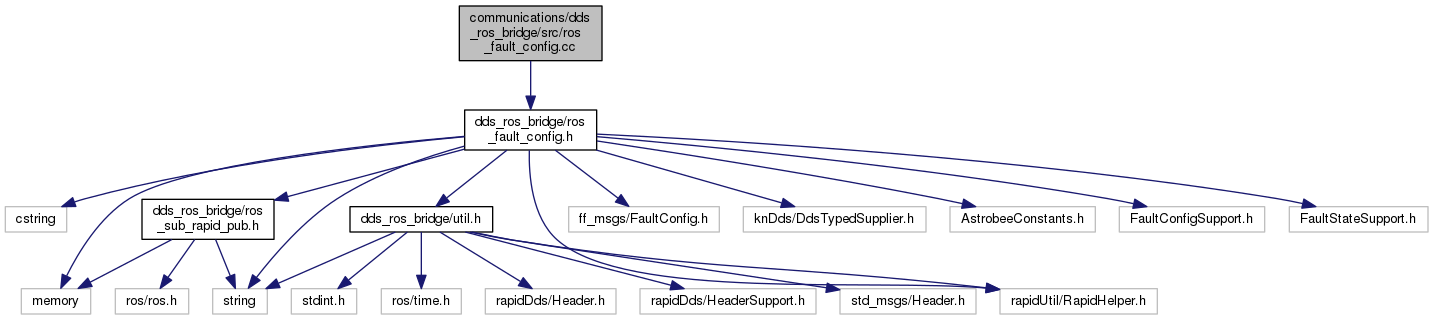 communications/dds
_ros_bridge/src/ros
_fault_config.cc
dds_ros_bridge/ros
_fault_config.h
cstring
dds_ros_bridge/ros
_sub_rapid_pub.h
dds_ros_bridge/util.h
ff_msgs/FaultConfig.h
knDds/DdsTypedSupplier.h
AstrobeeConstants.h
FaultConfigSupport.h
FaultStateSupport.h
memory
ros/ros.h
string
stdint.h
ros/time.h
rapidDds/Header.h
rapidDds/HeaderSupport.h
std_msgs/Header.h
rapidUtil/RapidHelper.h